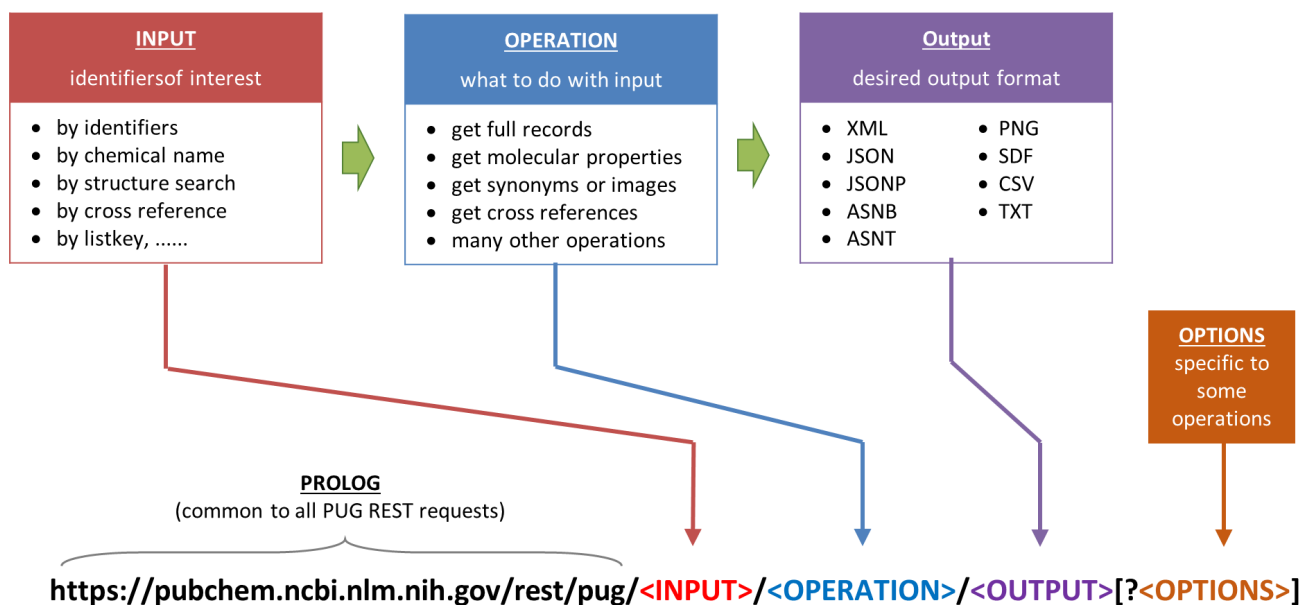 INPUT
identifiersof interest
• by identifiers
• by chemical name
• by structure search
• by cross reference
• by listkey, ......
OPERATION
what to do with input
• get full records
• get molecular properties
• get synonyms or images
• get cross references
• many other operations
Output
desired output format
• XML
• JSON
• JSONP
• ASNB
• ASNT
• PNG
• SDF
• CSV
• TXT
OPTIONS
specific to
some
operations
PROLOG
(common to all PUG REST requests)
https://pubchem.ncbi.nlm.nih.gov/rest/pug/<INPUT>/<OPERATION>/<OUTPUT>[?<OPTIONS>]